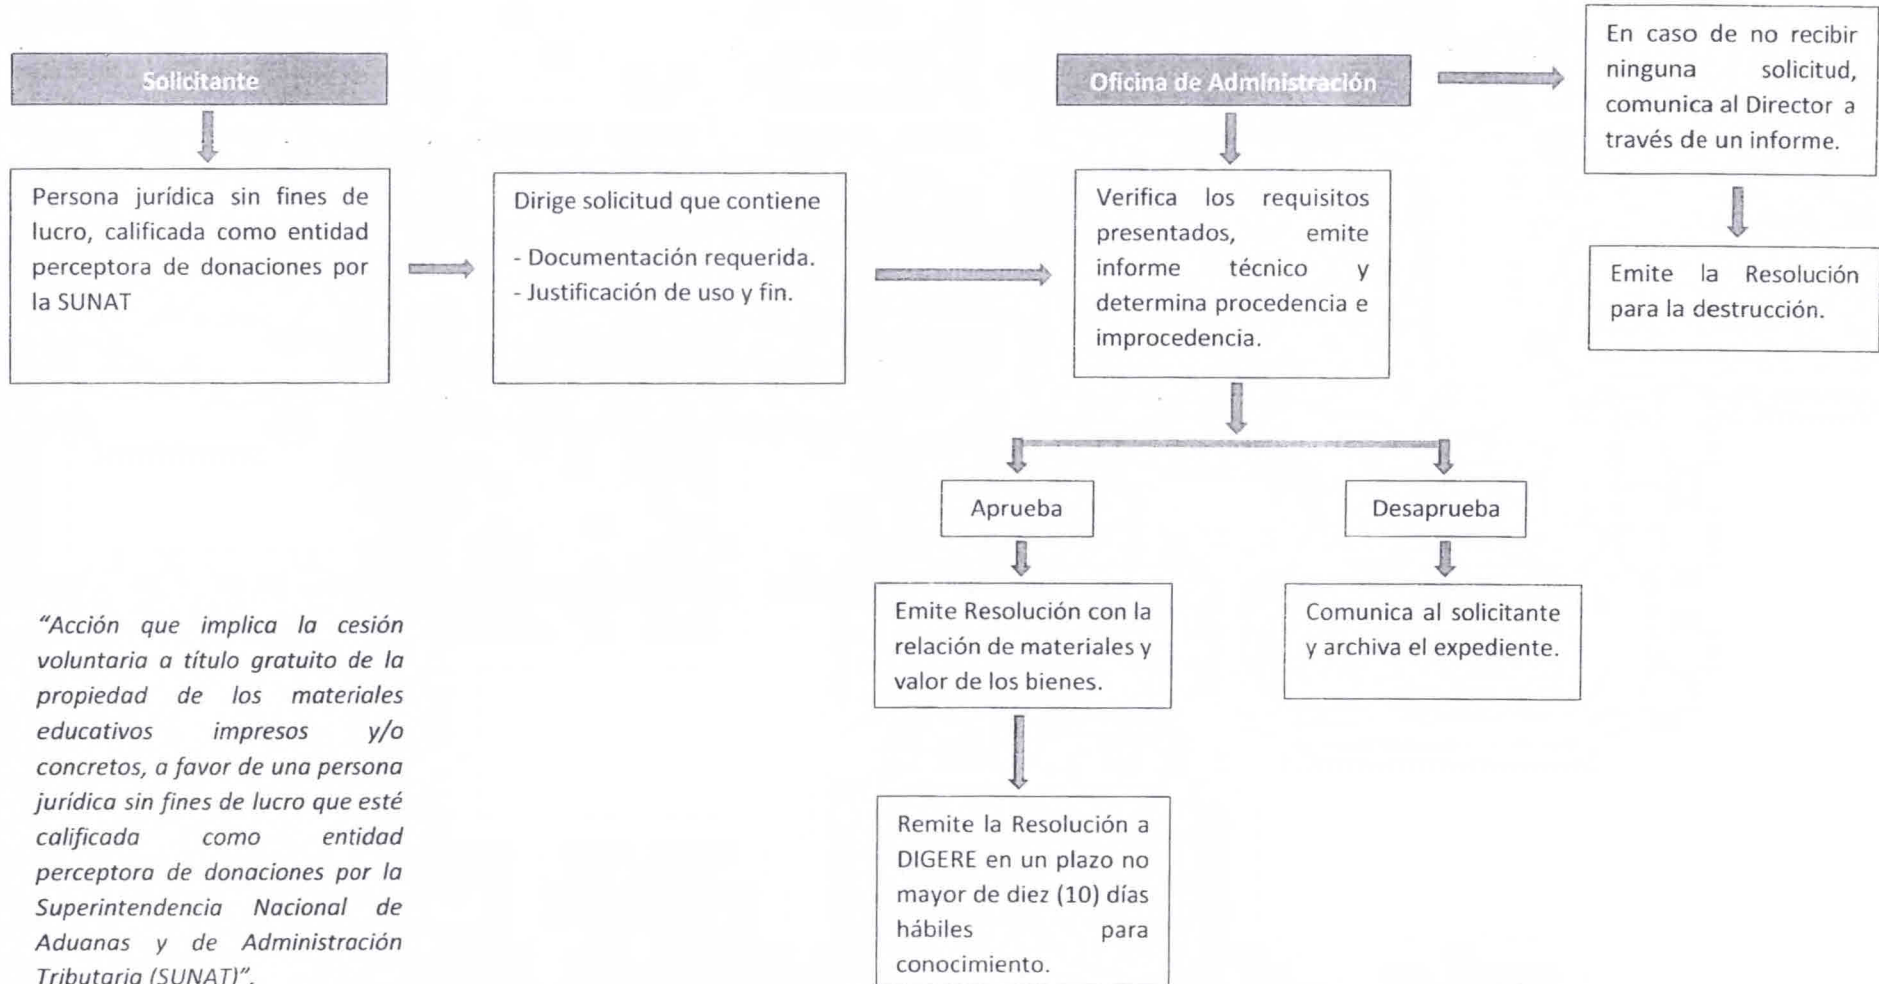 Solicitante
Persona jurídica sin fines de
lucro, calificada como entidad
perceptora de donaciones por
la SUNAT
Dirige solicitud que contiene
- Documentación requerida.
- Justificación de uso y fin.
Oficina de Administración
Verifica los requisitos
presentados, emite
informe técnico y
determina procedencia e
improcedencia.
En caso de no recibir
ninguna solicitud,
comunica al Director a
través de un informe.
Emite la Resolución
para la destrucción.
Aprueba
Desaprueba
Emite Resolución con la
relación de materiales y
valor de los bienes.
Comunica al solicitante
y archiva el expediente.
Remite la Resolución a
DIGERE en un plazo no
mayor de diez (10) días
hábiles para
conocimiento.
"Acción que implica la cesión
voluntaria a título gratuito de la
propiedad de los materiales
educativos impresos y/o
concretos, a favor de una persona
jurídica sin fines de lucro que esté
calificada como entidad
perceptora de donaciones por la
Superintendencia Nacional de
Aduanas y de Administración
Tributaria (SUNAT)".